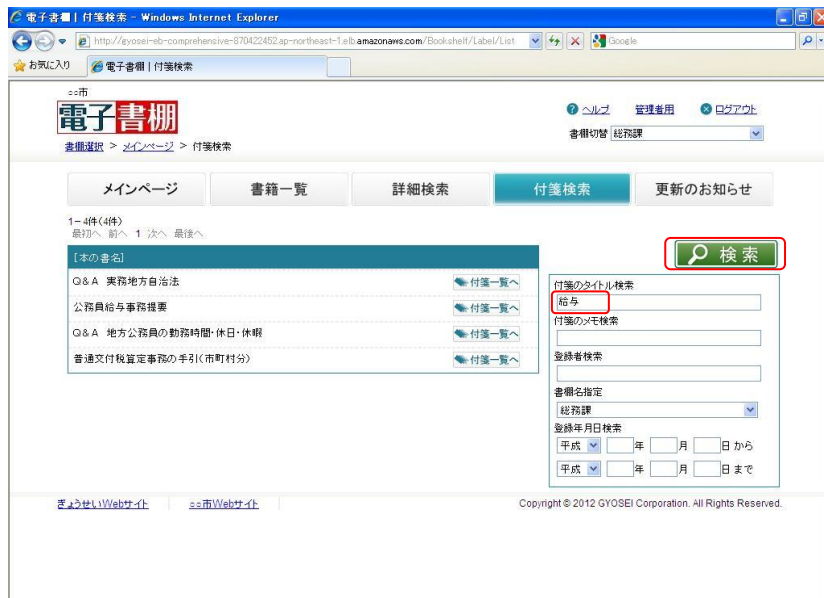 電子書棚 | 付箋検索 - Windows Internet Explorer
http://gyosei-eb-comprehensive-870422452.ap-northeast-1.elb.amazonaws.com/Bookshelf/Label/List
Google
お気に入り
電子書棚 | 付箋検索
○○市
電子書棚
ヘルプ 管理者用 ログアウト
書棚切替 総務課
書棚選択 > メインページ > 付箋検索
メインページ 書籍一覧 詳細検索 付箋検索 更新のお知らせ
1-4件(4件)
最初へ 前へ 1 次へ 最後へ
検索
[本の書名]
Q&A 実務地方自治法 付箋一覧へ
公務員給与事務提要 付箋一覧へ
Q&A 地方公務員の勤務時間・休日・休暇 付箋一覧へ
普通交付税算定事務の手引(市町村分) 付箋一覧へ
付箋のタイトル検索
給与
付箋のメモ検索
登録者検索
書棚名指定
総務課
登録年月日検索
平成 年 月 日 から
平成 年 月 日 まで
ぎょうせいWebサイト ○○市Webサイト
Copyright © 2012 GYOSEI Corporation. All Rights Reserved.